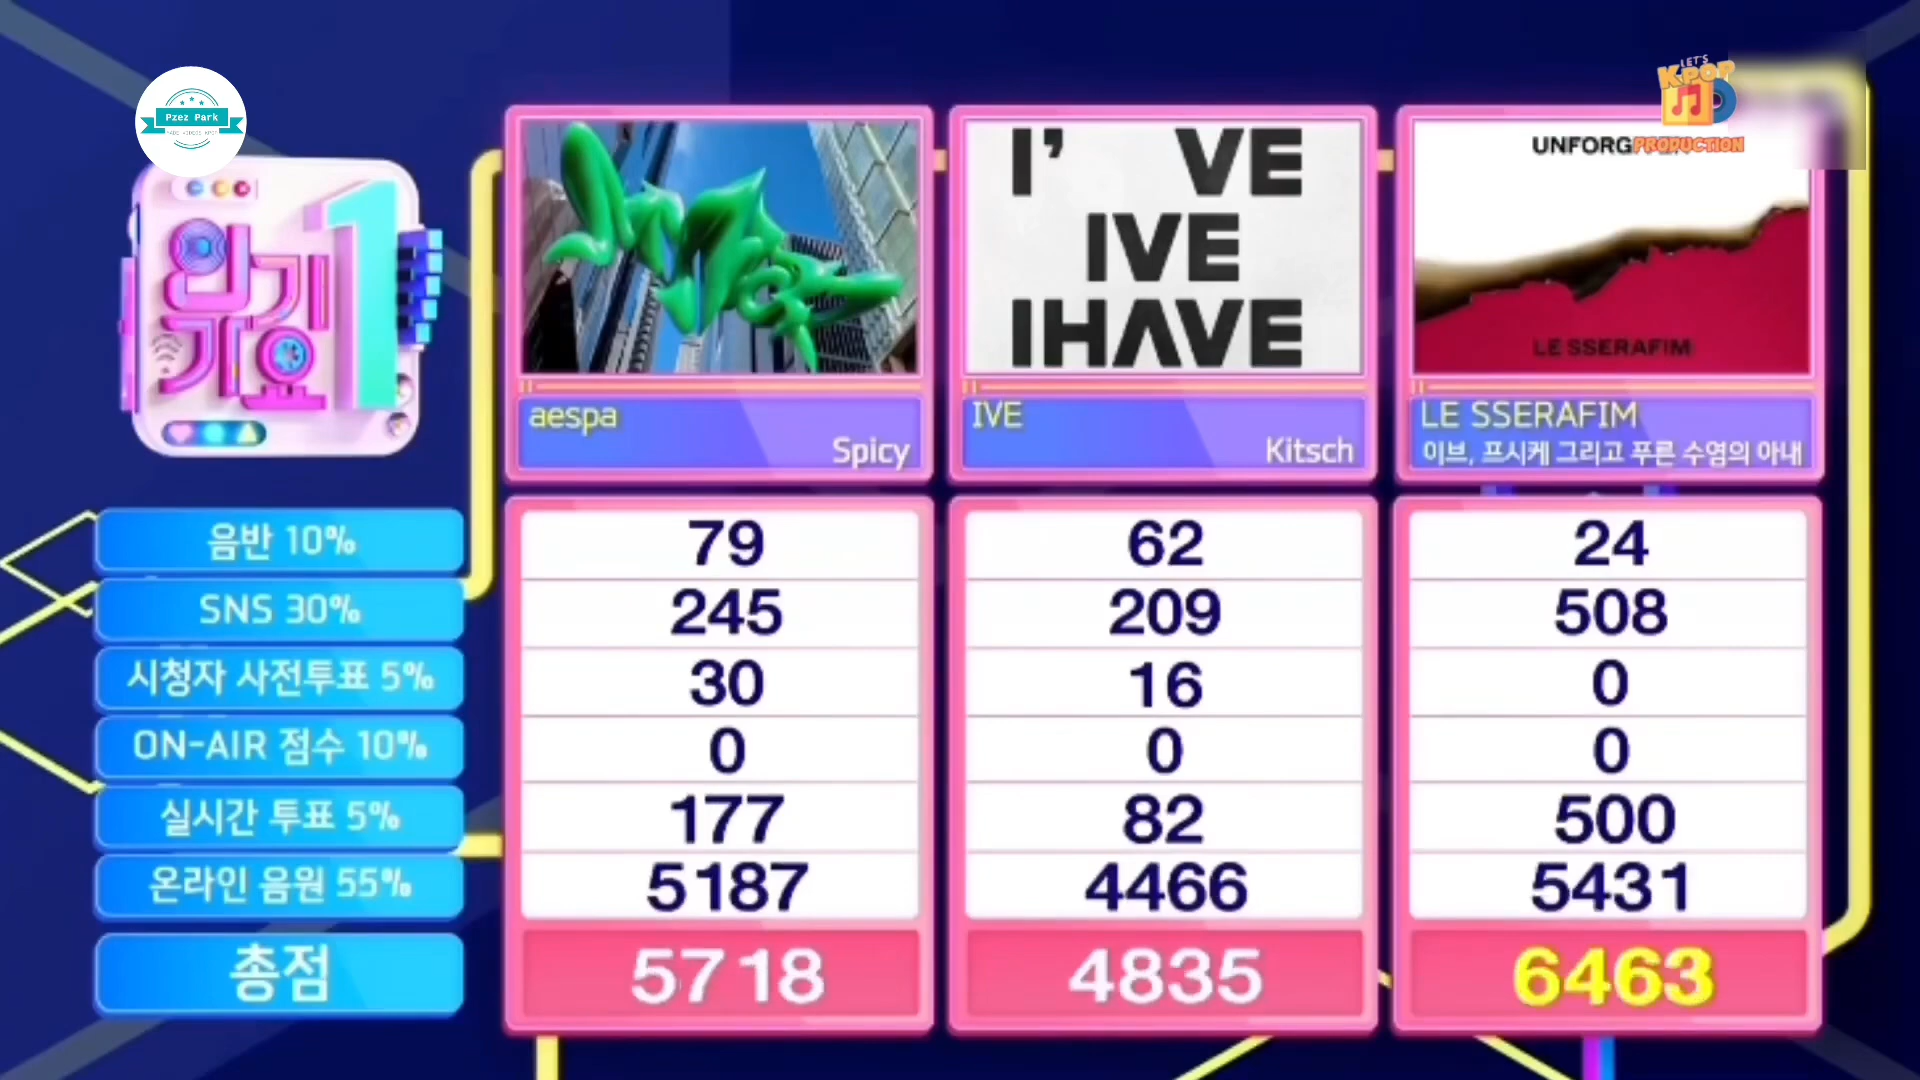 Pzez Park
LET'S
KPOP
PRODUCTION
인기
가요
1
I' VE
IVE
IHAVE
UNFORG
LE SSERAFIM
aespa
Spicy
IVE
Kitsch
LE SSERAFIM
이브, 프시케 그리고 푸른 수염의 아내
음반 10% 79 62 24
SNS 30% 245 209 508
시청자 사전투표 5% 30 16 0
ON-AIR 점수 10% 0 0 0
실시간 투표 5% 177 82 500
온라인 음원 55% 5187 4466 5431
총점 5718 4835 6463